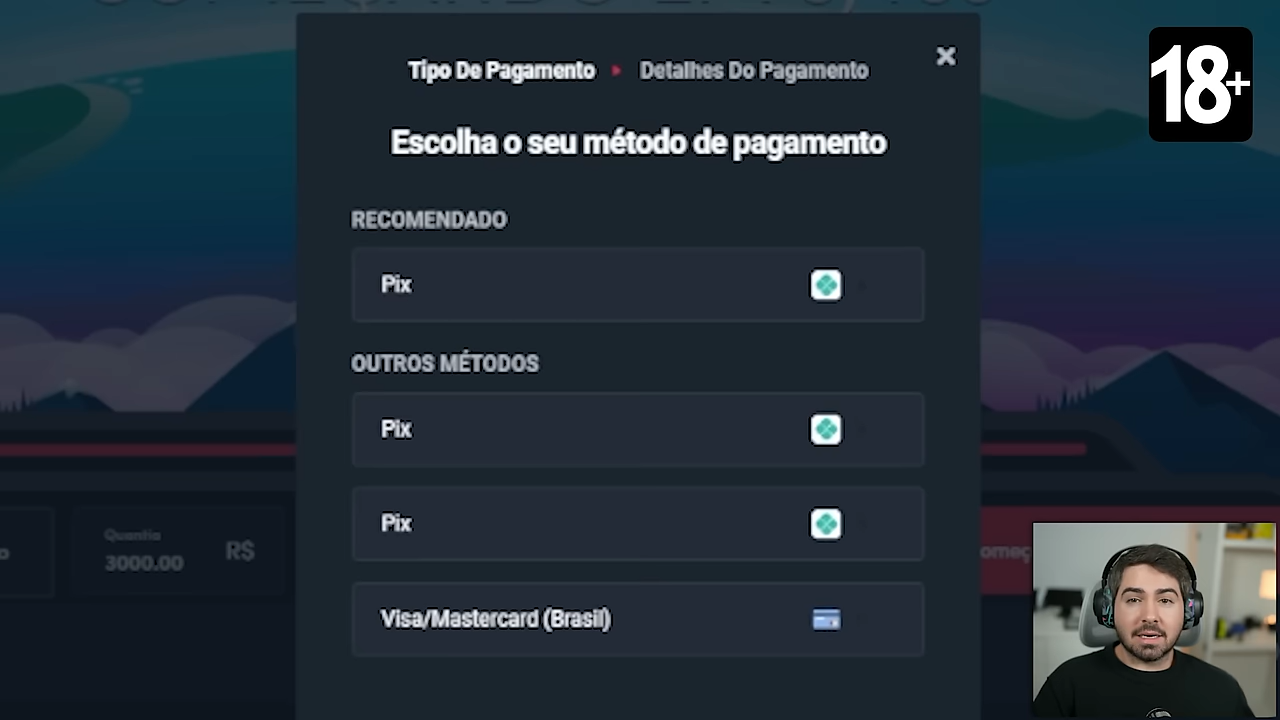 Tipo De Pagamento
Detalhes Do Pagamento
18+
Escolha o seu método de pagamento
RECOMENDADO
Pix
OUTROS MÉTODOS
Pix
Pix
Visa/Mastercard (Brasil)
Quantia
3000.00 R$